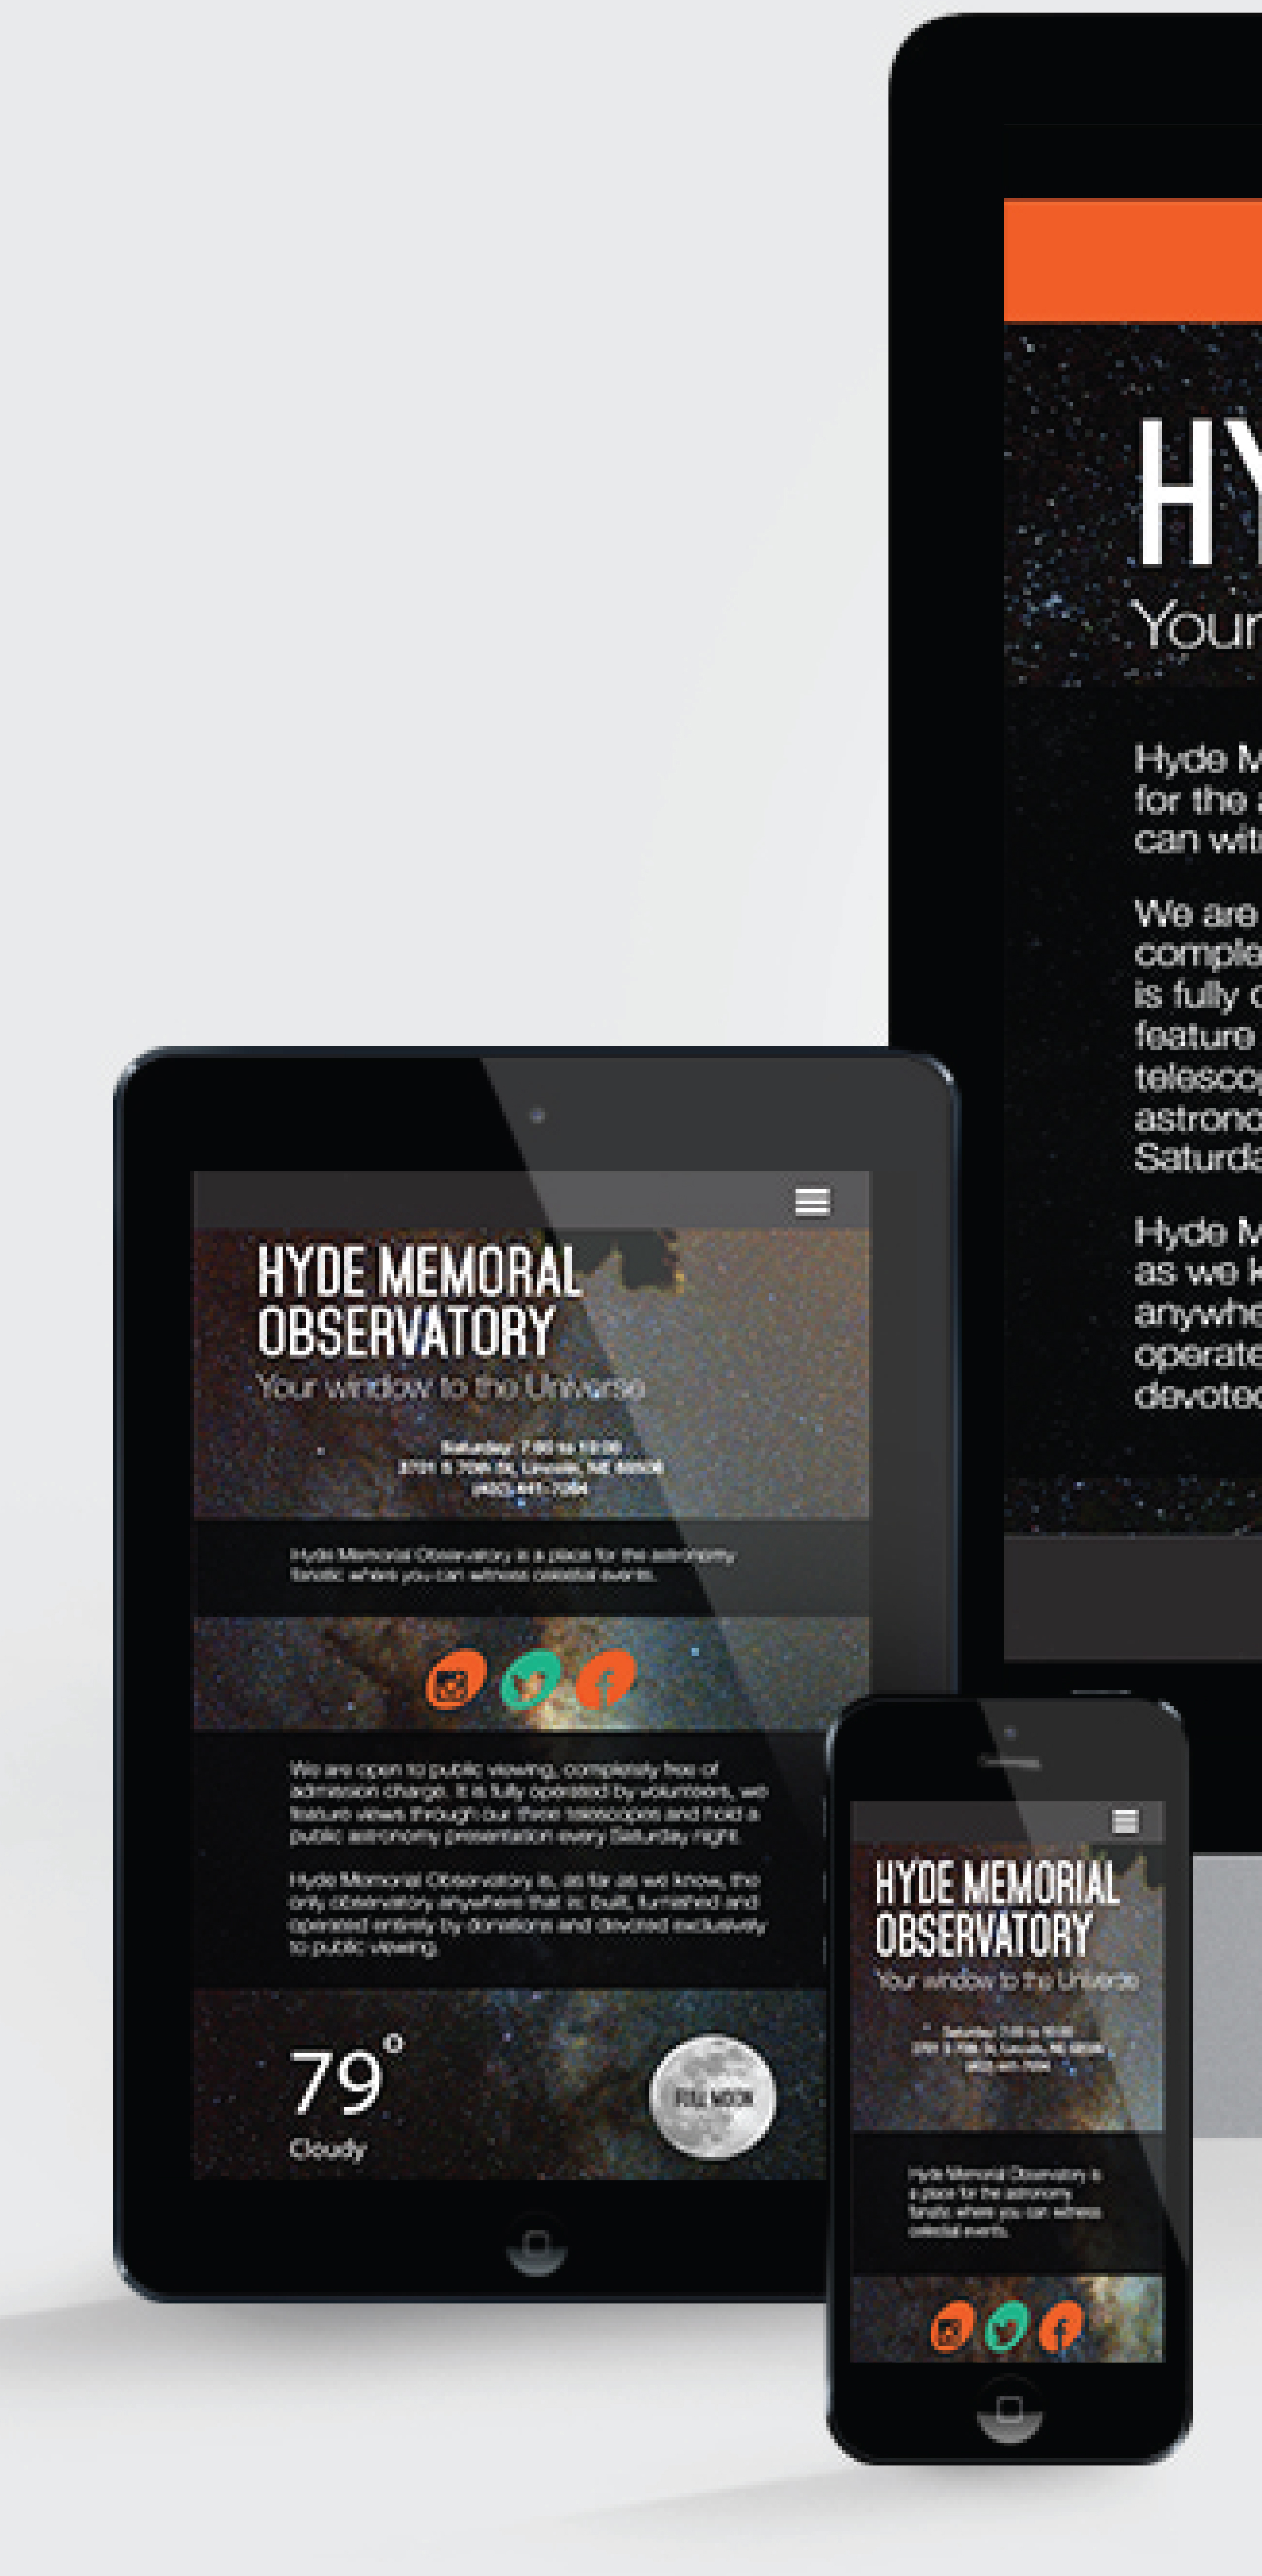 HY
Your
Hyde M
for the a
can wit
We are
comple
is fully o
feature
telescop
astrono
Saturda
Hyde M
as we k
anywhe
operate
devoted
HYDE MEMORAL
OBSERVATORY
Your window to the Universe
Saturday: 7:00 to 10:00
3701 S 70th St, Lincoln, NE 68506
Hyde Memorial Observatory is a place for the astronomy
fanatic where you can witness celestial events.
We are open to public viewing, completely free of
admission charge. It is fully operated by volunteers, we
feature views through our three telescopes and hold a
public astronomy presentation every Saturday night.
Hyde Memorial Observatory is, as far as we know, the
only observatory anywhere that is: built, furnished and
operated entirely by donations and devoted exclusively
to public viewing.
79°
Cloudy
FULL MOON
HYDE MEMORIAL
OBSERVATORY
Your window to the Universe
Saturday: 7:00 to 10:00
3701 S 70th St, Lincoln, NE 68506
Hyde Memorial Observatory is
a place for the astronomy
fanatic where you can witness
celestial events.